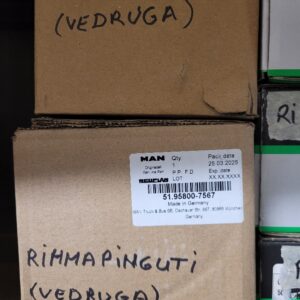 (VEDRUGA)
MAN Qty. Pack. date
1 25.03.2025
P P F D Exp. date
LOT XX.XX.XXXX
51.95800-7567
Made in Germany
RI
RIHMAPINGUTI
(VEDRUGA)